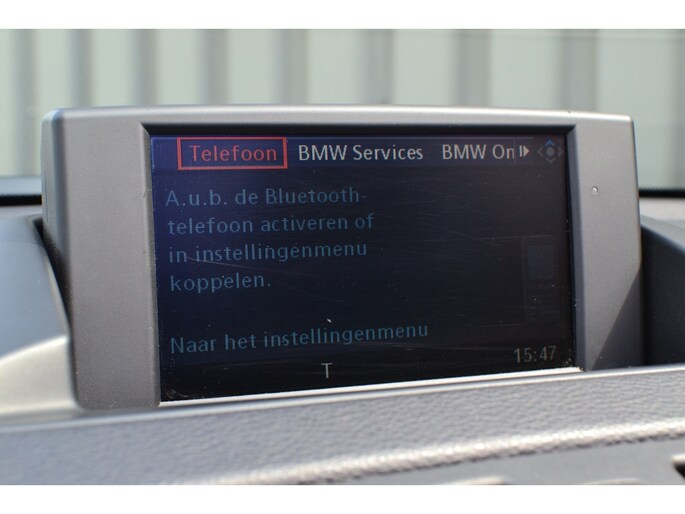 Telefoon BMW Services BMW On
A.u.b. de Bluetooth-
telefoon activeren of
in instellingenmenu
koppelen.
Naar het instellingenmenu
15:47
T